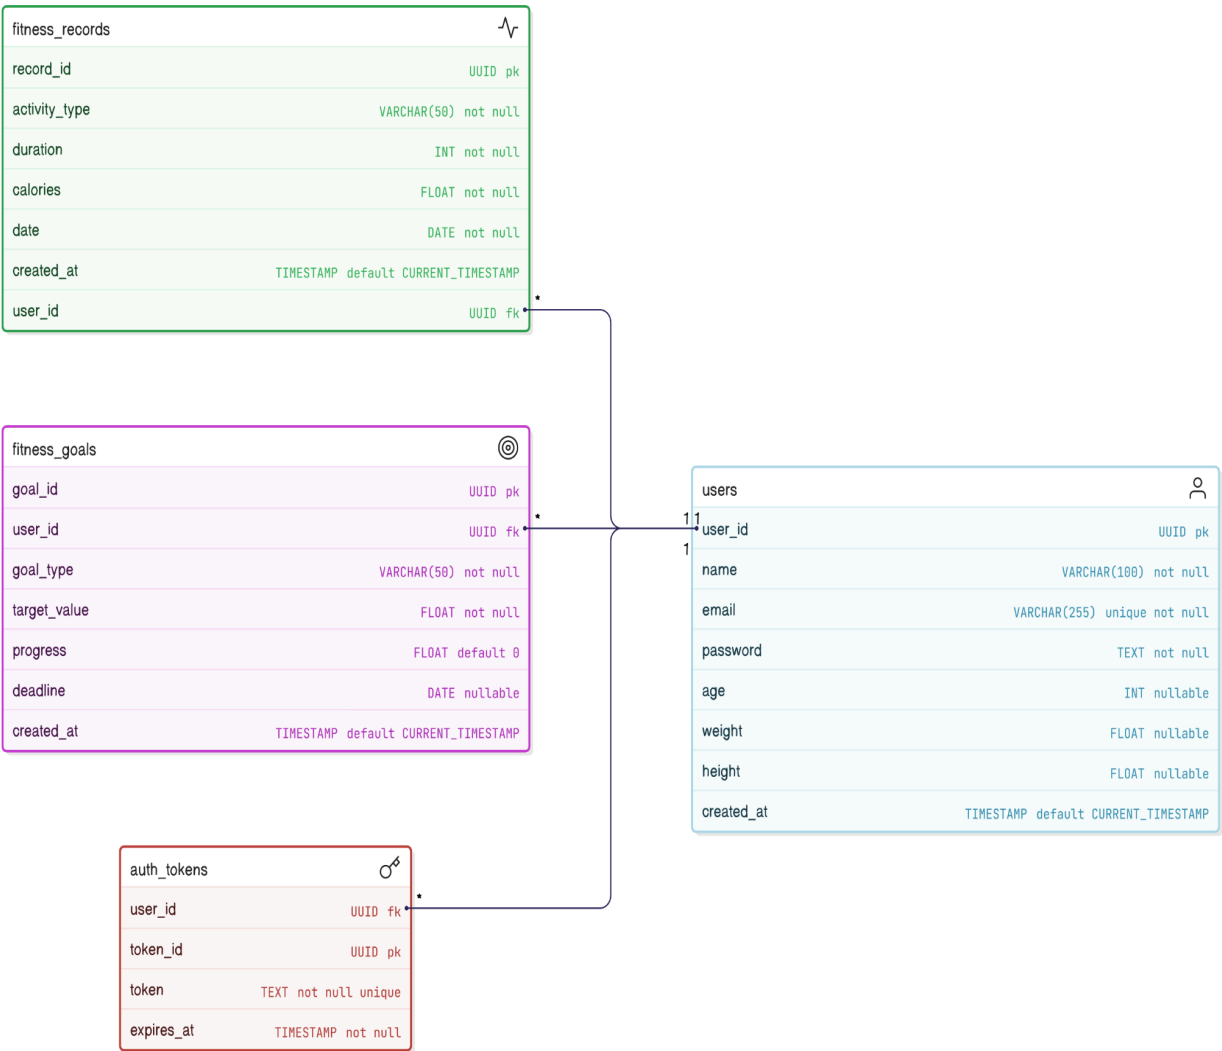 fitness_records
record_id UUID pk
activity_type VARCHAR(50) not null
duration INT not null
calories FLOAT not null
date DATE not null
created_at TIMESTAMP default CURRENT_TIMESTAMP
user_id UUID fk
*
fitness_goals
goal_id UUID pk
user_id UUID fk
*
goal_type VARCHAR(50) not null
target_value FLOAT not null
progress FLOAT default 0
deadline DATE nullable
created_at TIMESTAMP default CURRENT_TIMESTAMP
users
1 1
user_id UUID pk
1
name VARCHAR(100) not null
email VARCHAR(255) unique not null
password TEXT not null
age INT nullable
weight FLOAT nullable
height FLOAT nullable
created_at TIMESTAMP default CURRENT_TIMESTAMP
auth_tokens
user_id UUID fk
*
token_id UUID pk
token TEXT not null unique
expires_at TIMESTAMP not null